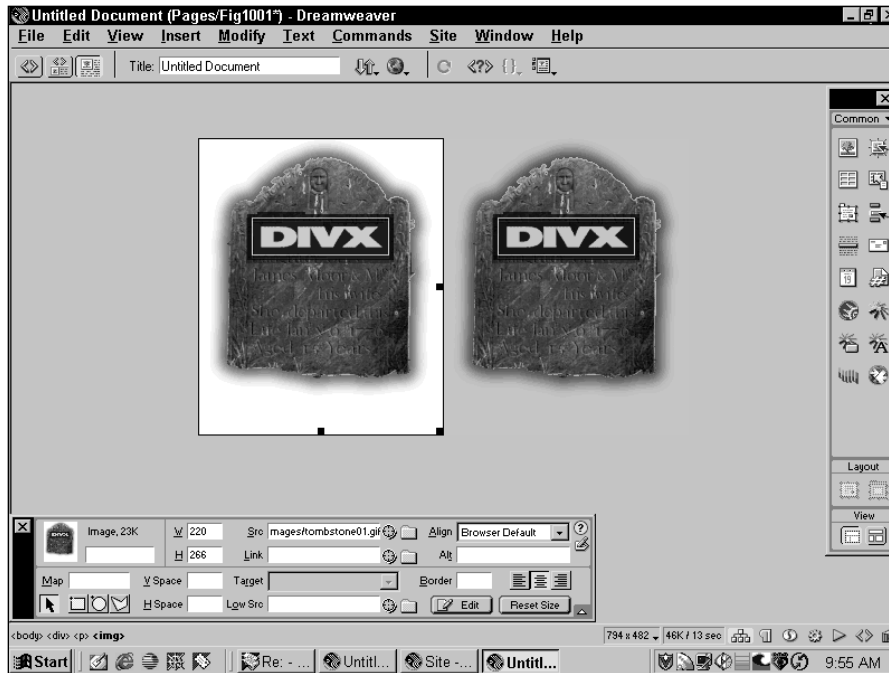 Untitled Document (Pages/Fig1001*) - Dreamweaver
File Edit View Insert Modify Text Commands Site Window Help
Title: Untitled Document
Common
DIVX DIVX
19
Layout
View
Image, 23K W 220 Src mages/tombstone01.gif Align Browser Default
H 266 Link Alt
Map V Space Target Border
H Space Low Src Edit Reset Size
<body> <div> <p> <img> 794 x 482 46K / 13 sec
Start Re: - ... Untitl... Site -... Untitl... 9:55 AM